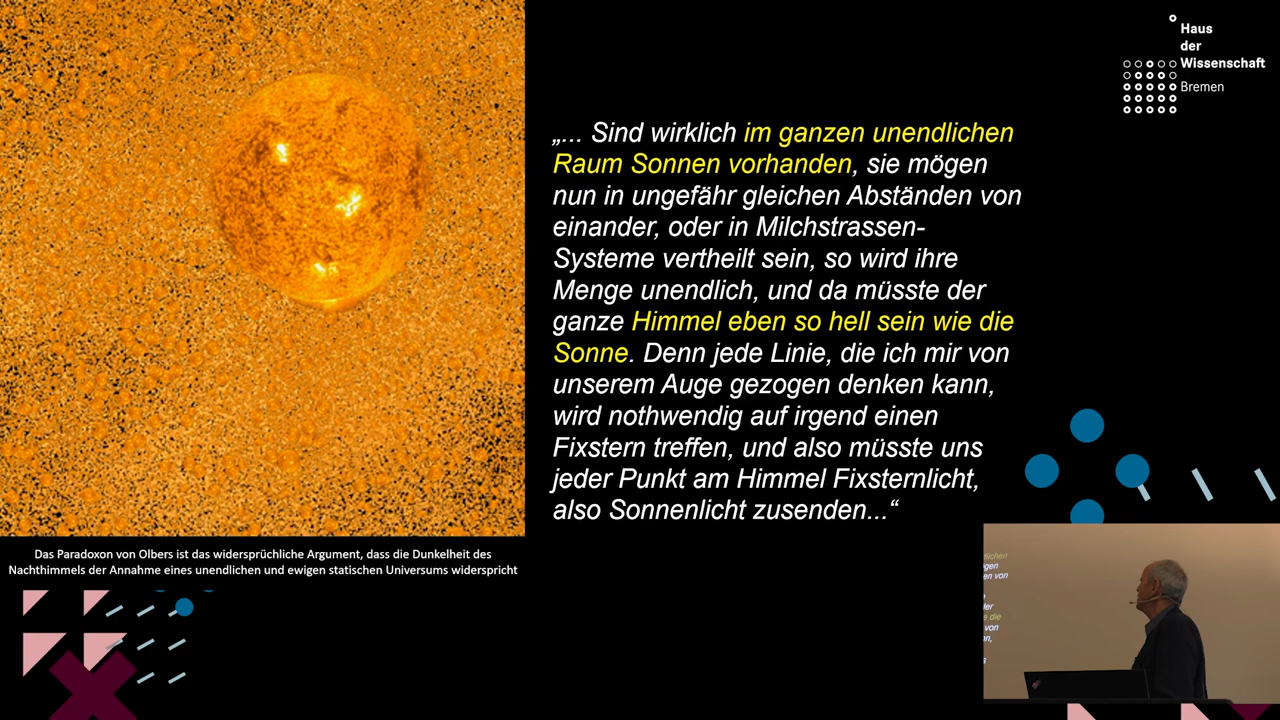 Haus
der
Wissenschaft
Bremen
„... Sind wirklich im ganzen unendlichen
Raum Sonnen vorhanden, sie mögen
nun in ungefähr gleichen Abständen von
einander, oder in Milchstrassen-
Systeme vertheilt sein, so wird ihre
Menge unendlich, und da müsste der
ganze Himmel eben so hell sein wie die
Sonne. Denn jede Linie, die ich mir von
unserem Auge gezogen denken kann,
wird nothwendig auf irgend einen
Fixstern treffen, und also müsste uns
jeder Punkt am Himmel Fixsternlicht,
also Sonnenlicht zusenden...“
Das Paradoxon von Olbers ist das widersprüchliche Argument, dass die Dunkelheit des
Nachthimmels der Annahme eines unendlichen und ewigen statischen Universums widerspricht
en von
e die
von